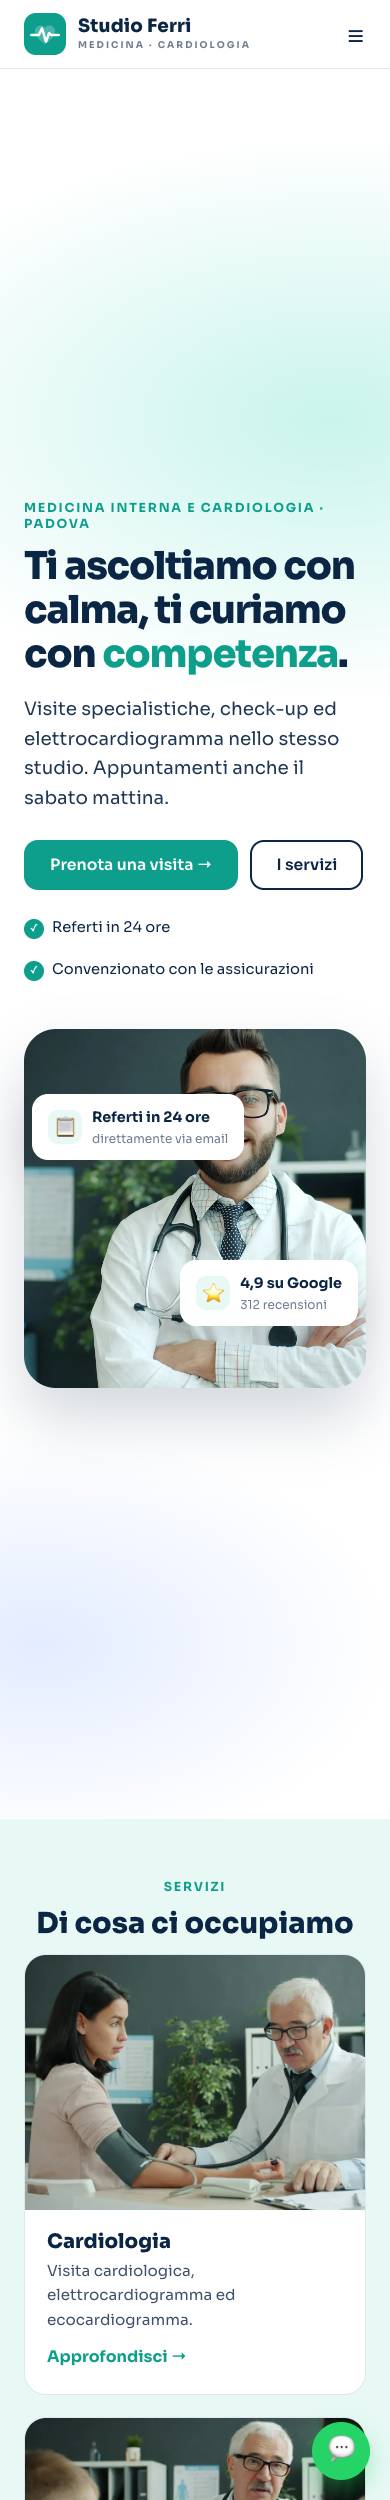 Studio Ferri
MEDICINA · CARDIOLOGIA
MEDICINA INTERNA E CARDIOLOGIA ·
PADOVA
Ti ascoltiamo con
calma, ti curiamo
con competenza.
Visite specialistiche, check-up ed
elettrocardiogramma nello stesso
studio. Appuntamenti anche il
sabato mattina.
Prenota una visita →
I servizi
Referti in 24 ore
Convenzionato con le assicurazioni
Referti in 24 ore
direttamente via email
4,9 su Google
312 recensioni
SERVIZI
Di cosa ci occupiamo
Cardiologia
Visita cardiologica,
elettrocardiogramma ed
ecocardiogramma.
Approfondisci →